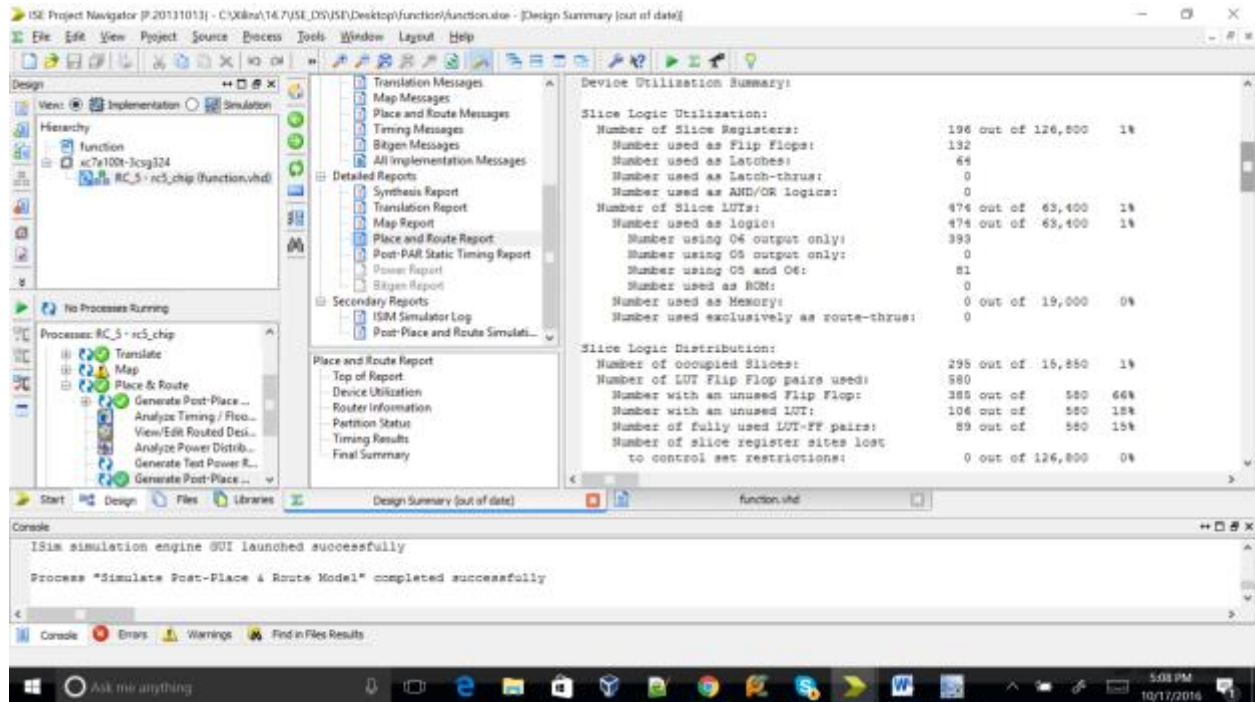 ISE Project Navigator (P.20131013) - C:\Xilinx\14.7\ISE_DS\ISE\Desktop\function\function.xise - [Design Summary (out of date)]
File Edit View Project Source Process Tools Window Layout Help
Design
View: Implementation Simulation
Hierarchy
function
xc7a100t-3csg324
RC_5 - rc5_chip (function.vhd)
No Processes Running
Processes: RC_5 - rc5_chip
Translate
Map
Place & Route
Generate Post-Place ...
Analyze Timing / Floo...
View/Edit Routed Desi...
Analyze Power Distrib...
Generate Text Power R...
Generate Post-Place ...
Start Design Files Libraries
Translation Messages
Map Messages
Place and Route Messages
Timing Messages
Bitgen Messages
All Implementation Messages
Detailed Reports
Synthesis Report
Translation Report
Map Report
Place and Route Report
Post-PAR Static Timing Report
Power Report
Bitgen Report
Secondary Reports
ISIM Simulator Log
Post-Place and Route Simulati...
Place and Route Report
Top of Report
Device Utilization
Router Information
Partition Status
Timing Results
Final Summary
Device Utilization Summary:
Slice Logic Utilization:
Number of Slice Registers: 196 out of 126,800 1%
Number used as Flip Flops: 132
Number used as Latches: 64
Number used as Latch-thrus: 0
Number used as AND/OR logics: 0
Number of Slice LUTs: 474 out of 63,400 1%
Number used as logic: 474 out of 63,400 1%
Number using O6 output only: 393
Number using O5 output only: 0
Number using O5 and O6: 81
Number used as ROM: 0
Number used as Memory: 0 out of 19,000 0%
Number used exclusively as route-thrus: 0
Slice Logic Distribution:
Number of occupied Slices: 295 out of 15,850 1%
Number of LUT Flip Flop pairs used: 580
Number with an unused Flip Flop: 385 out of 580 66%
Number with an unused LUT: 106 out of 580 18%
Number of fully used LUT-FF pairs: 89 out of 580 15%
Number of slice register sites lost
to control set restrictions: 0 out of 126,800 0%
Design Summary (out of date) function.vhd
Console
ISim simulation engine GUI launched successfully
Process "Simulate Post-Place & Route Model" completed successfully
Console Errors Warnings Find in Files Results
Ask me anything
5:08 PM
10/17/2016